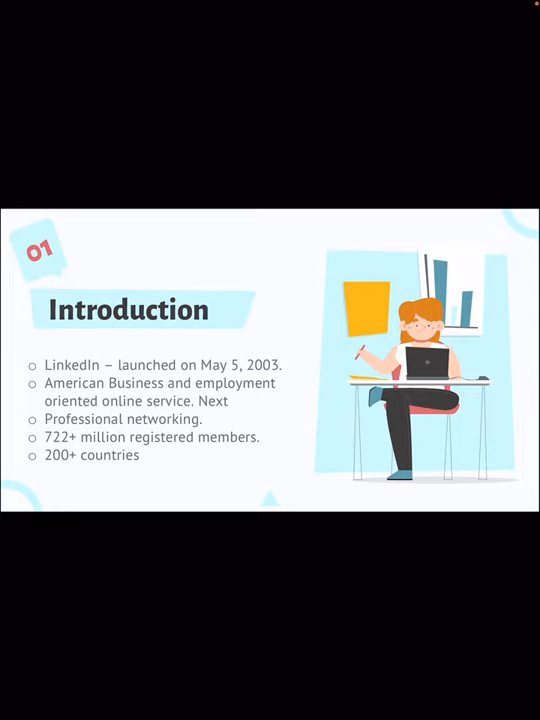 01
Introduction
LinkedIn – launched on May 5, 2003.
American Business and employment
oriented online service. Next
Professional networking.
722+ million registered members.
200+ countries